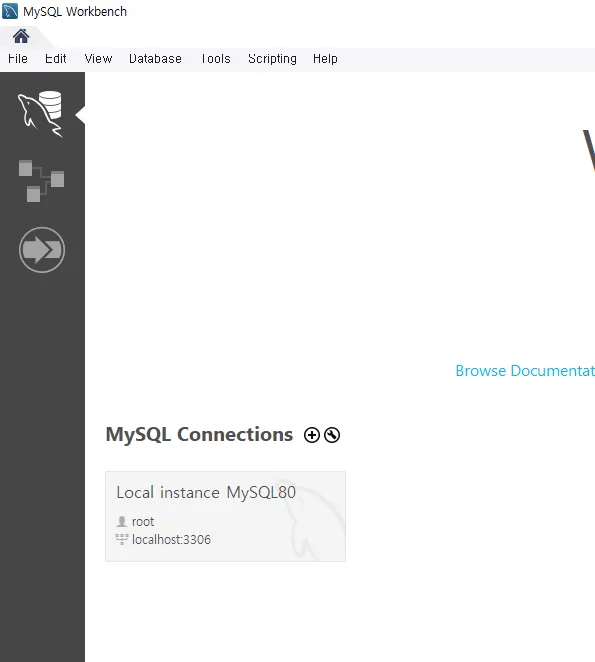 MySQL Workbench
File Edit View Database Tools Scripting Help
Browse Documentat
MySQL Connections
Local instance MySQL80
root
localhost:3306